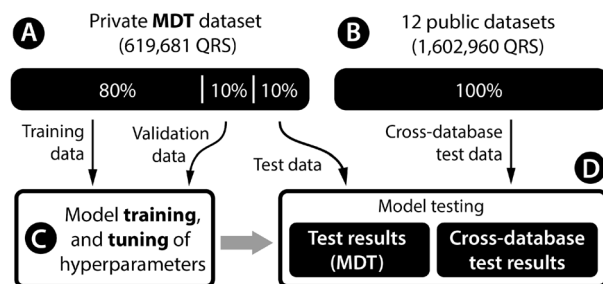 A
Private MDT dataset
(619,681 QRS)
B
12 public datasets
(1,602,960 QRS)
80%
10%
10%
100%
Training
data
Validation
data
Test data
Cross-database
test data
D
C
Model training,
and tuning of
hyperparameters
Model testing
Test results
(MDT)
Cross-database
test results